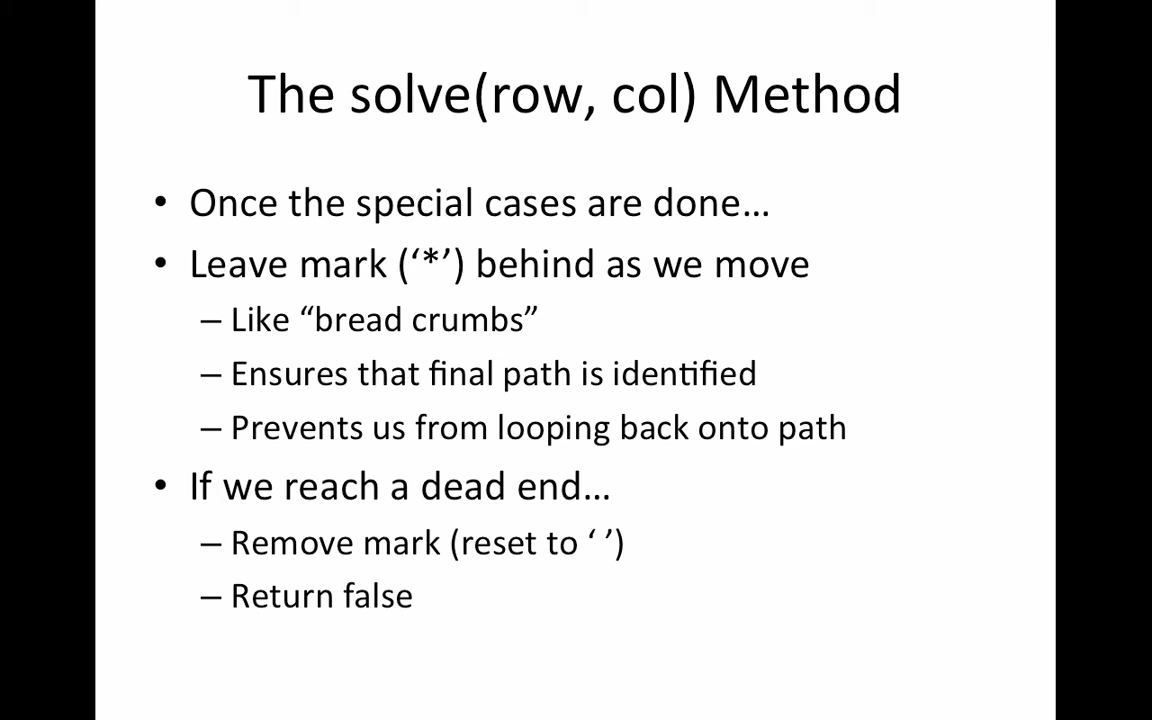 The solve(row, col) Method
• Once the special cases are done…
• Leave mark (‘*’) behind as we move
– Like “bread crumbs”
– Ensures that final path is identified
– Prevents us from looping back onto path
• If we reach a dead end…
– Remove mark (reset to ‘ ’)
– Return false